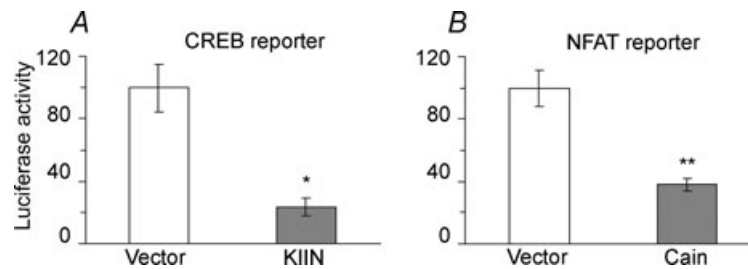 A
CREB reporter
Luciferase activity
120
80
40
0
*
Vector KIIN
B
NFAT reporter
120
80
40
0
**
Vector Cain